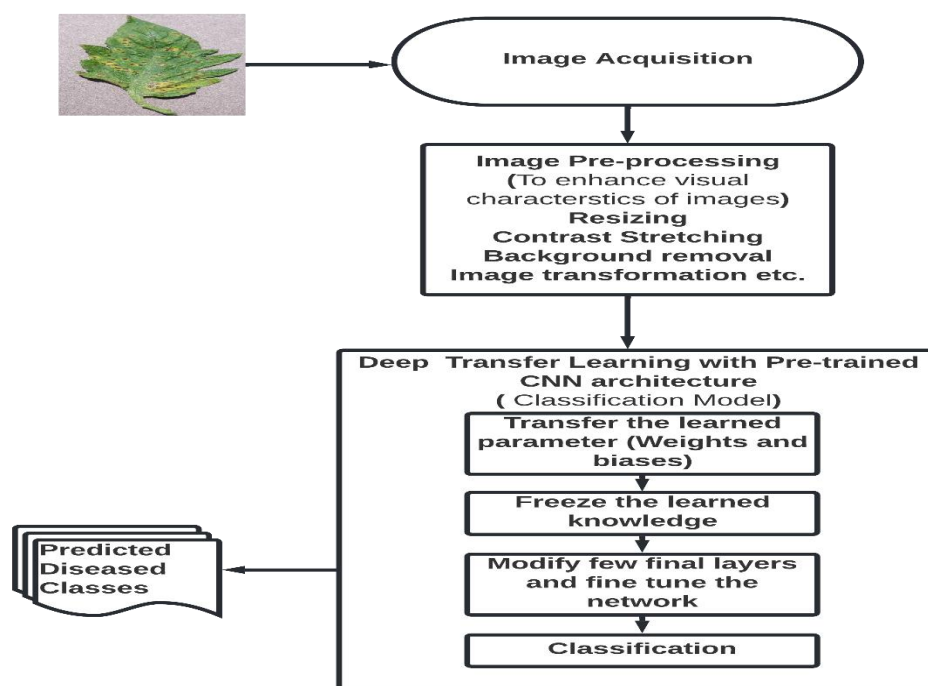 Image Acquisition
Image Pre-processing
(To enhance visual
characterstics of images)
Resizing
Contrast Stretching
Background removal
Image transformation etc.
Deep Transfer Learning with Pre-trained
CNN architecture
( Classification Model)
Transfer the learned
parameter (Weights and
biases)
Freeze the learned
knowledge
Modify few final layers
and fine tune the
network
Classification
Predicted
Diseased
Classes